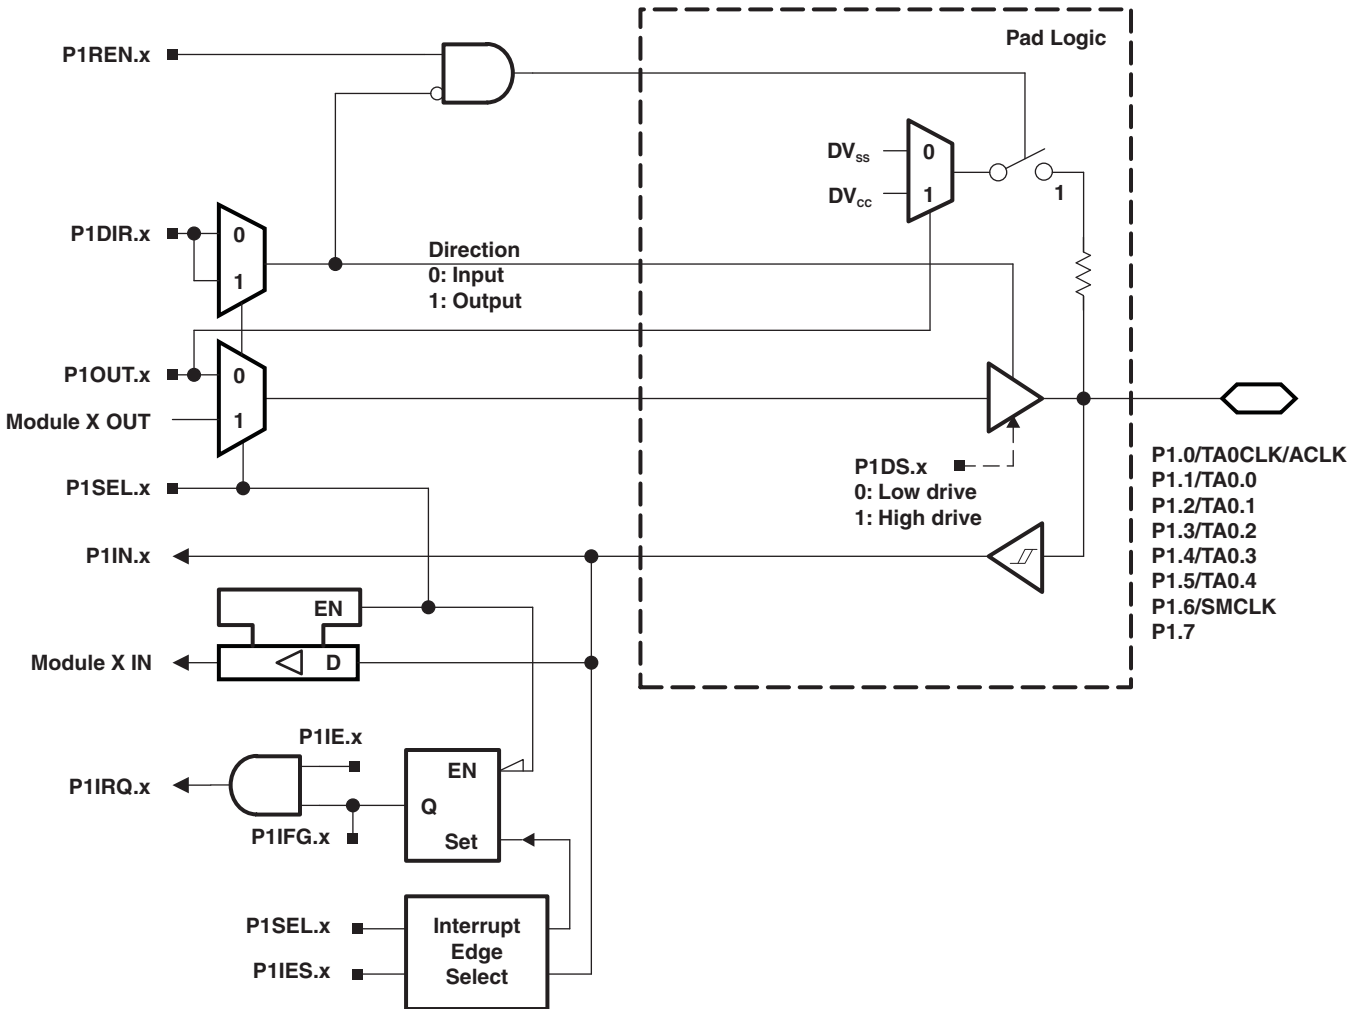 Pad Logic
P1REN.x
DVSS
0
DVCC
1
1
P1DIR.x
0
1
Direction
0: Input
1: Output
P1OUT.x
0
Module X OUT
1
P1DS.x
0: Low drive
1: High drive
P1.0/TA0CLK/ACLK
P1.1/TA0.0
P1.2/TA0.1
P1.3/TA0.2
P1.4/TA0.3
P1.5/TA0.4
P1.6/SMCLK
P1.7
P1SEL.x
P1IN.x
EN
Module X IN
D
P1IE.x
P1IRQ.x
EN
Q
P1IFG.x
Set
P1SEL.x
P1IES.x
Interrupt
Edge
Select